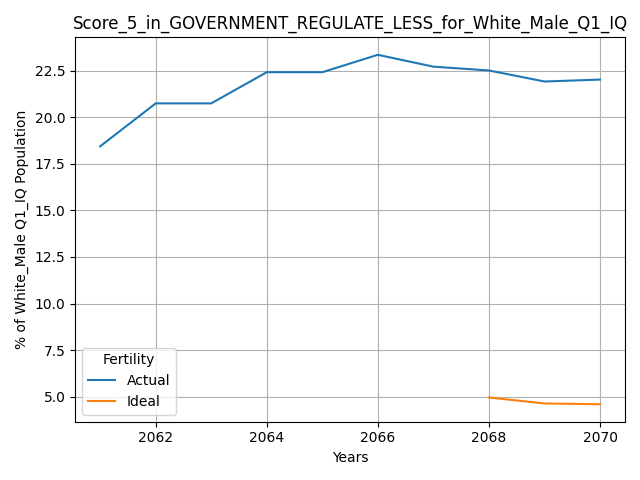 Score_5_in_GOVERNMENT_REGULATE_LESS_for_White_Male_Q1_IQ
% of White_Male Q1_IQ Population
22.5
20.0
17.5
15.0
12.5
10.0
7.5
5.0
Fertility
Actual
Ideal
2062
2064
2066
2068
2070
Years